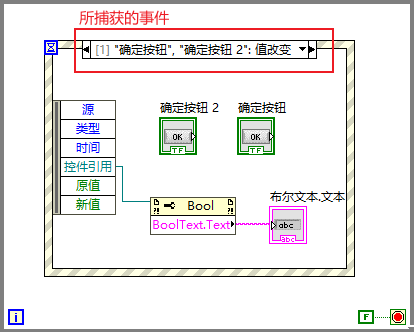 所捕获的事件
[1] "确定按钮", "确定按钮 2": 值改变
源
类型
时间
控件引用
原值
新值
确定按钮 2
确定按钮
OK
TF
OK
TF
Bool
BoolText.Text
布尔文本.文本
abc
abc
i
F